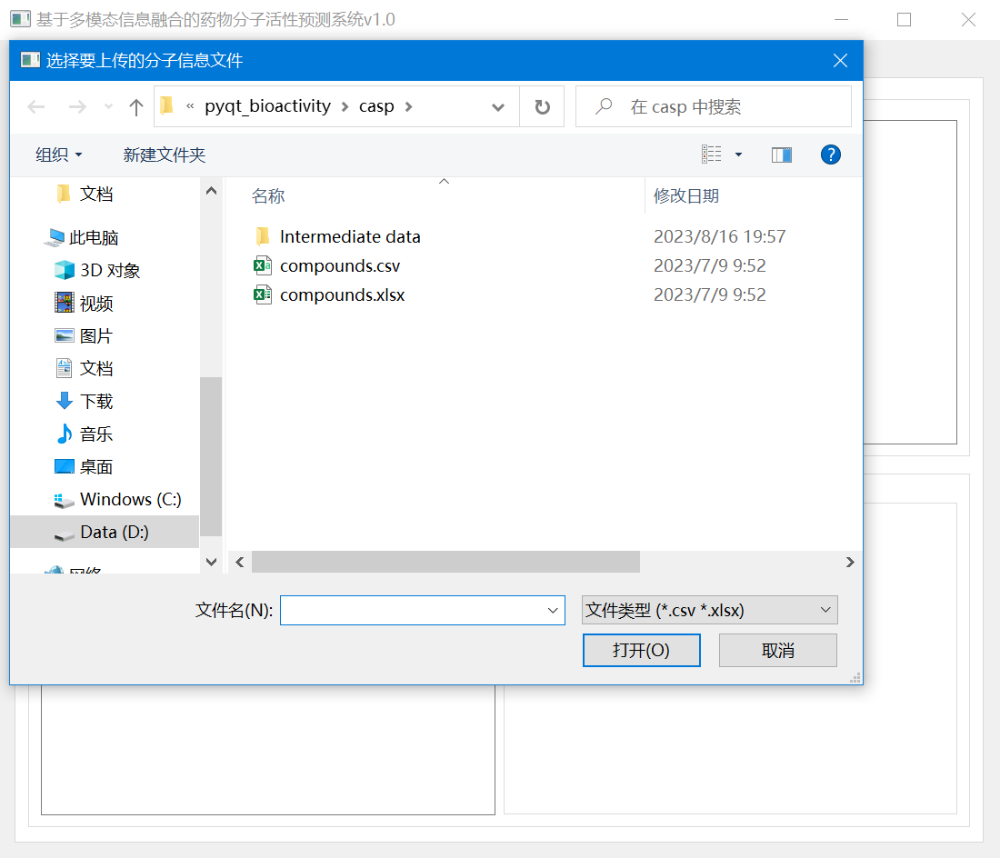 基于多模态信息融合的药物分子活性预测系统v1.0
选择要上传的分子信息文件
« pyqt_bioactivity > casp >
在 casp 中搜索
组织 新建文件夹
?
文档
此电脑
3D 对象
视频
图片
文档
下载
音乐
桌面
Windows (C:)
Data (D:)
网络
名称 修改日期
Intermediate data 2023/8/16 19:57
compounds.csv 2023/7/9 9:52
compounds.xlsx 2023/7/9 9:52
文件名(N):
文件类型 (*.csv *.xlsx)
打开(O) 取消